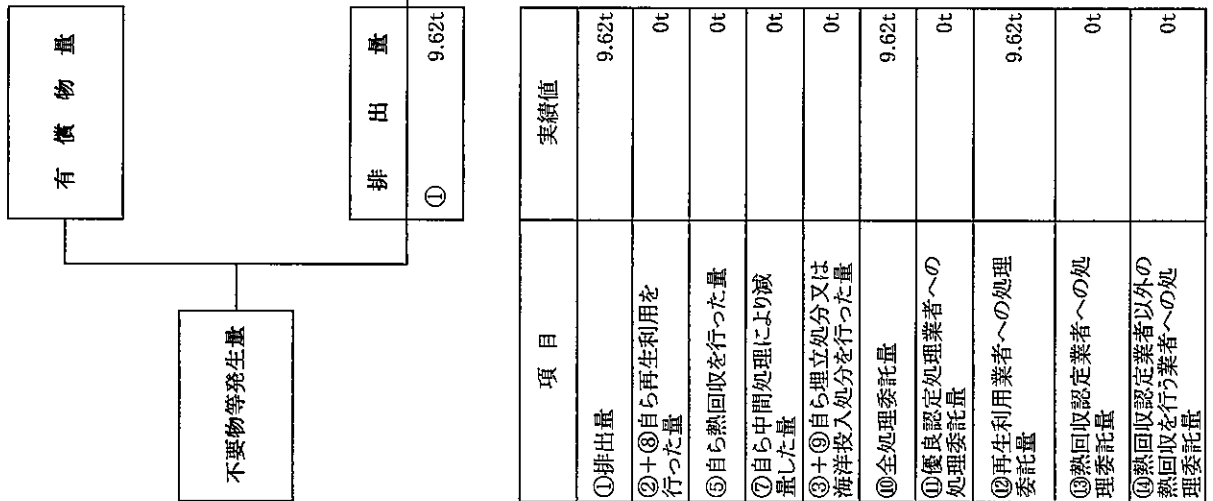 有償物量
不要物等発生量
排出量
① 9.62t
項目 実績値
①排出量 9.62t
②+⑧自ら再生利用を
行った量 0t
⑤自ら熱回収を行った量 0t
⑦自ら中間処理により減
量した量 0t
③+⑨自ら埋立処分又は
海洋投入処分を行った量 0t
⑩全処理委託量 9.62t
⑪優良認定処理業者への
処理委託量 0t
⑫再生利用業者への処理
委託量 9.62t
⑬熱回収認定業者への処
理委託量 0t
⑭熱回収認定業者以外の
熱回収を行う業者への処
理委託量 0t